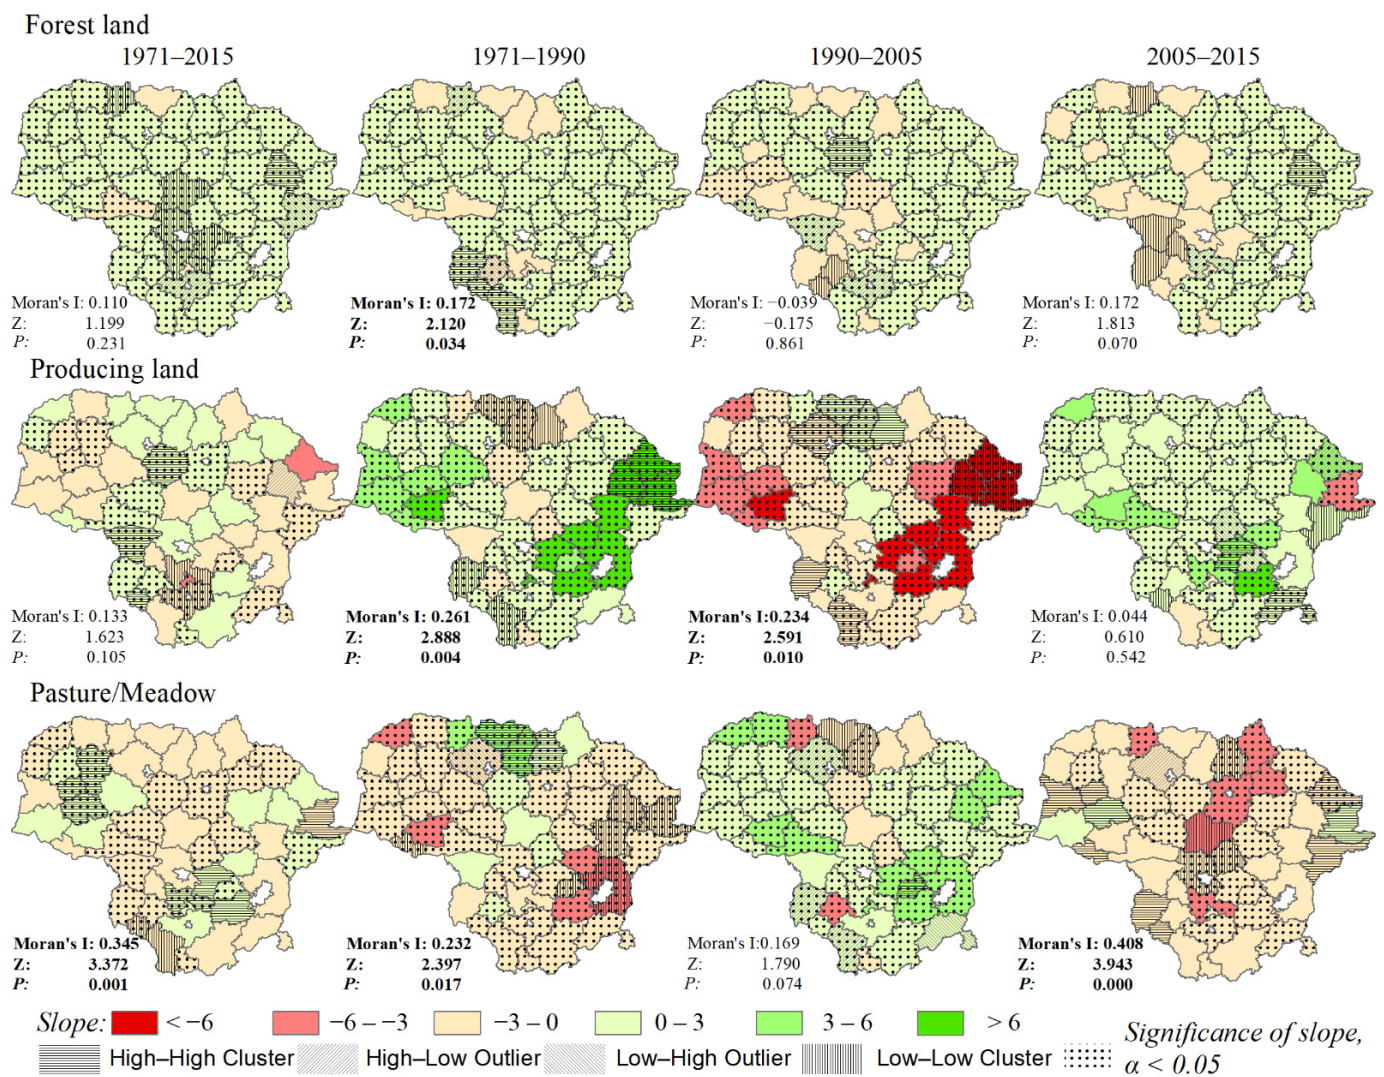 Forest land
1971–2015 1971–1990 1990–2005 2005–2015
Moran's I: 0.110 Moran's I: 0.172 Moran's I: −0.039 Moran's I: 0.172
Z: 1.199 Z: 2.120 Z: −0.175 Z: 1.813
P: 0.231 P: 0.034 P: 0.861 P: 0.070
Producing land
Moran's I: 0.133 Moran's I: 0.261 Moran's I:0.234 Moran's I: 0.044
Z: 1.623 Z: 2.888 Z: 2.591 Z: 0.610
P: 0.105 P: 0.004 P: 0.010 P: 0.542
Pasture/Meadow
Moran's I: 0.345 Moran's I: 0.232 Moran's I:0.169 Moran's I: 0.408
Z: 3.372 Z: 2.397 Z: 1.790 Z: 3.943
P: 0.001 P: 0.017 P: 0.074 P: 0.000
Slope: < −6 −6 – −3 −3 – 0 0 – 3 3 – 6 > 6 Significance of slope,
High–High Cluster High–Low Outlier Low–High Outlier Low–Low Cluster α < 0.05